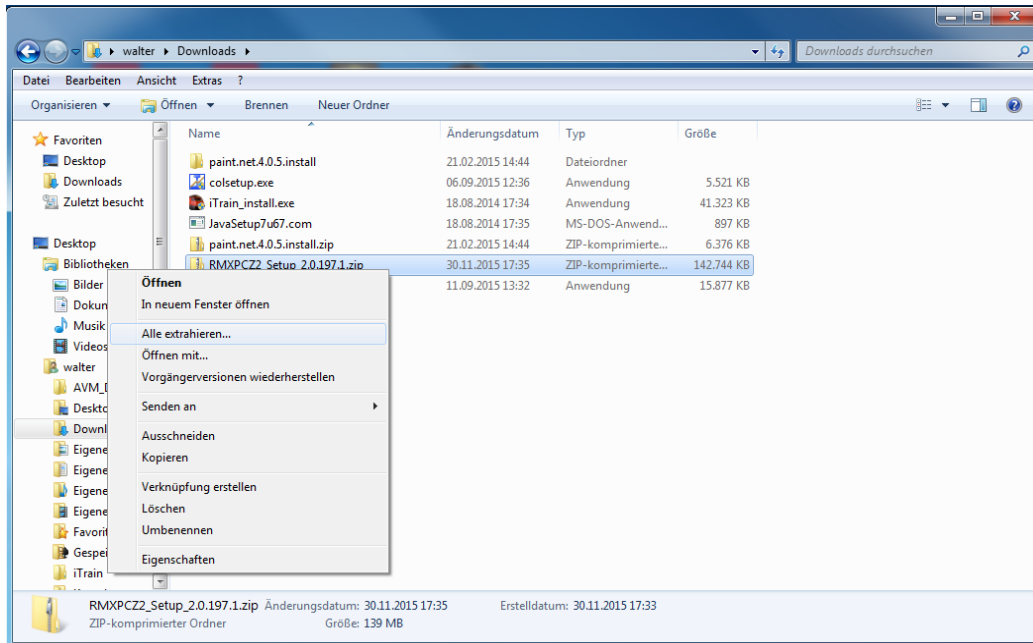 walter Downloads
Downloads durchsuchen
Datei Bearbeiten Ansicht Extras ?
Organisieren Öffnen Brennen Neuer Ordner
Favoriten
Desktop
Downloads
Zuletzt besucht
Desktop
Bibliotheken
Bilder
Dokun
Musik
Videos
walter
AVM_D
Deskto
Downl
Eigene
Eigene
Eigene
Eigene
Favorit
Gespei
iTrain
Name Änderungsdatum Typ Größe
paint.net.4.0.5.install 21.02.2015 14:44 Dateiordner
colsetup.exe 06.09.2015 12:36 Anwendung 5.521 KB
iTrain_install.exe 18.08.2014 17:34 Anwendung 41.323 KB
JavaSetup7u67.com 18.08.2014 17:35 MS-DOS-Anwend... 897 KB
paint.net.4.0.5.install.zip 21.02.2015 14:44 ZIP-komprimierte... 6.376 KB
RMXPCZ2_Setup_2.0.197.1.zip 30.11.2015 17:35 ZIP-komprimierte... 142.744 KB
11.09.2015 13:32 Anwendung 15.877 KB
Öffnen
In neuem Fenster öffnen
Alle extrahieren...
Öffnen mit...
Vorgängerversionen wiederherstellen
Senden an
Ausschneiden
Kopieren
Verknüpfung erstellen
Löschen
Umbenennen
Eigenschaften
RMXPCZ2_Setup_2.0.197.1.zip Änderungsdatum: 30.11.2015 17:35 Erstelldatum: 30.11.2015 17:33
ZIP-komprimierter Ordner Größe: 139 MB